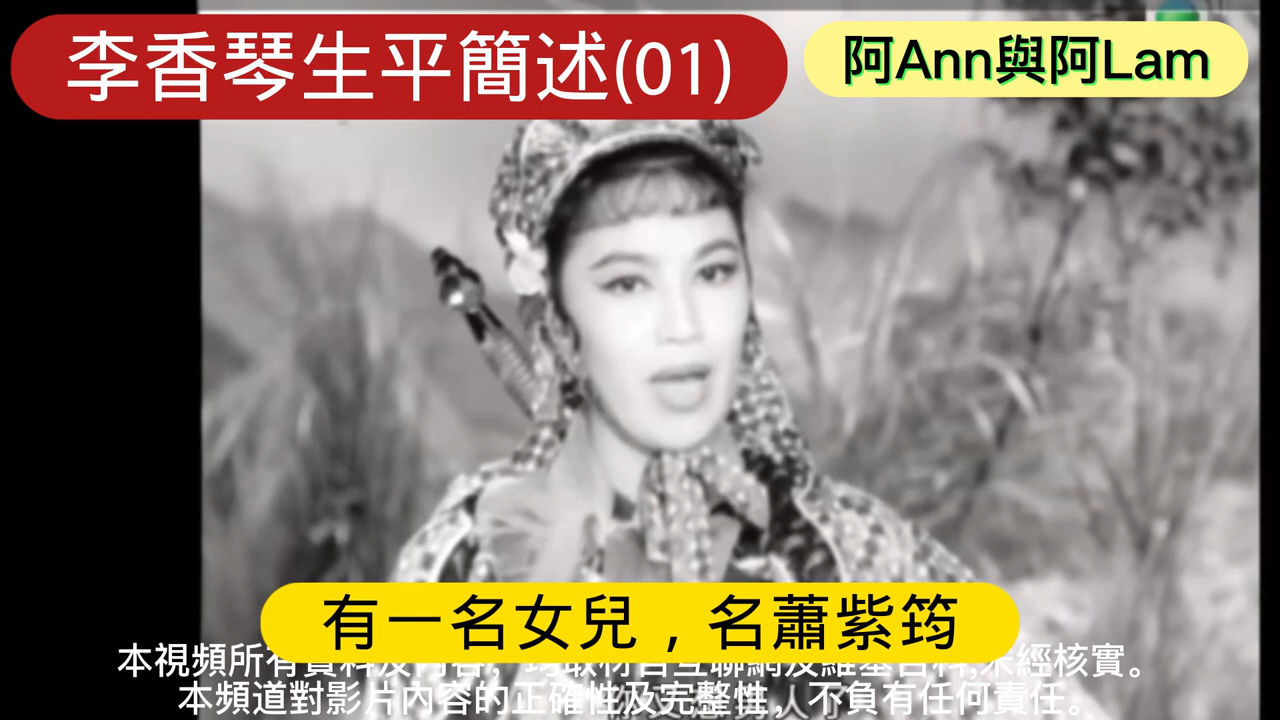 李香琴生平簡述(01)
阿Ann與阿Lam
有一名女兒，名蕭紫筠
本視頻所有資料及內容，均取材自互聯網及維基百科,未經核實。
本頻道對影片內容的正確性及完整性，不負有任何責任。